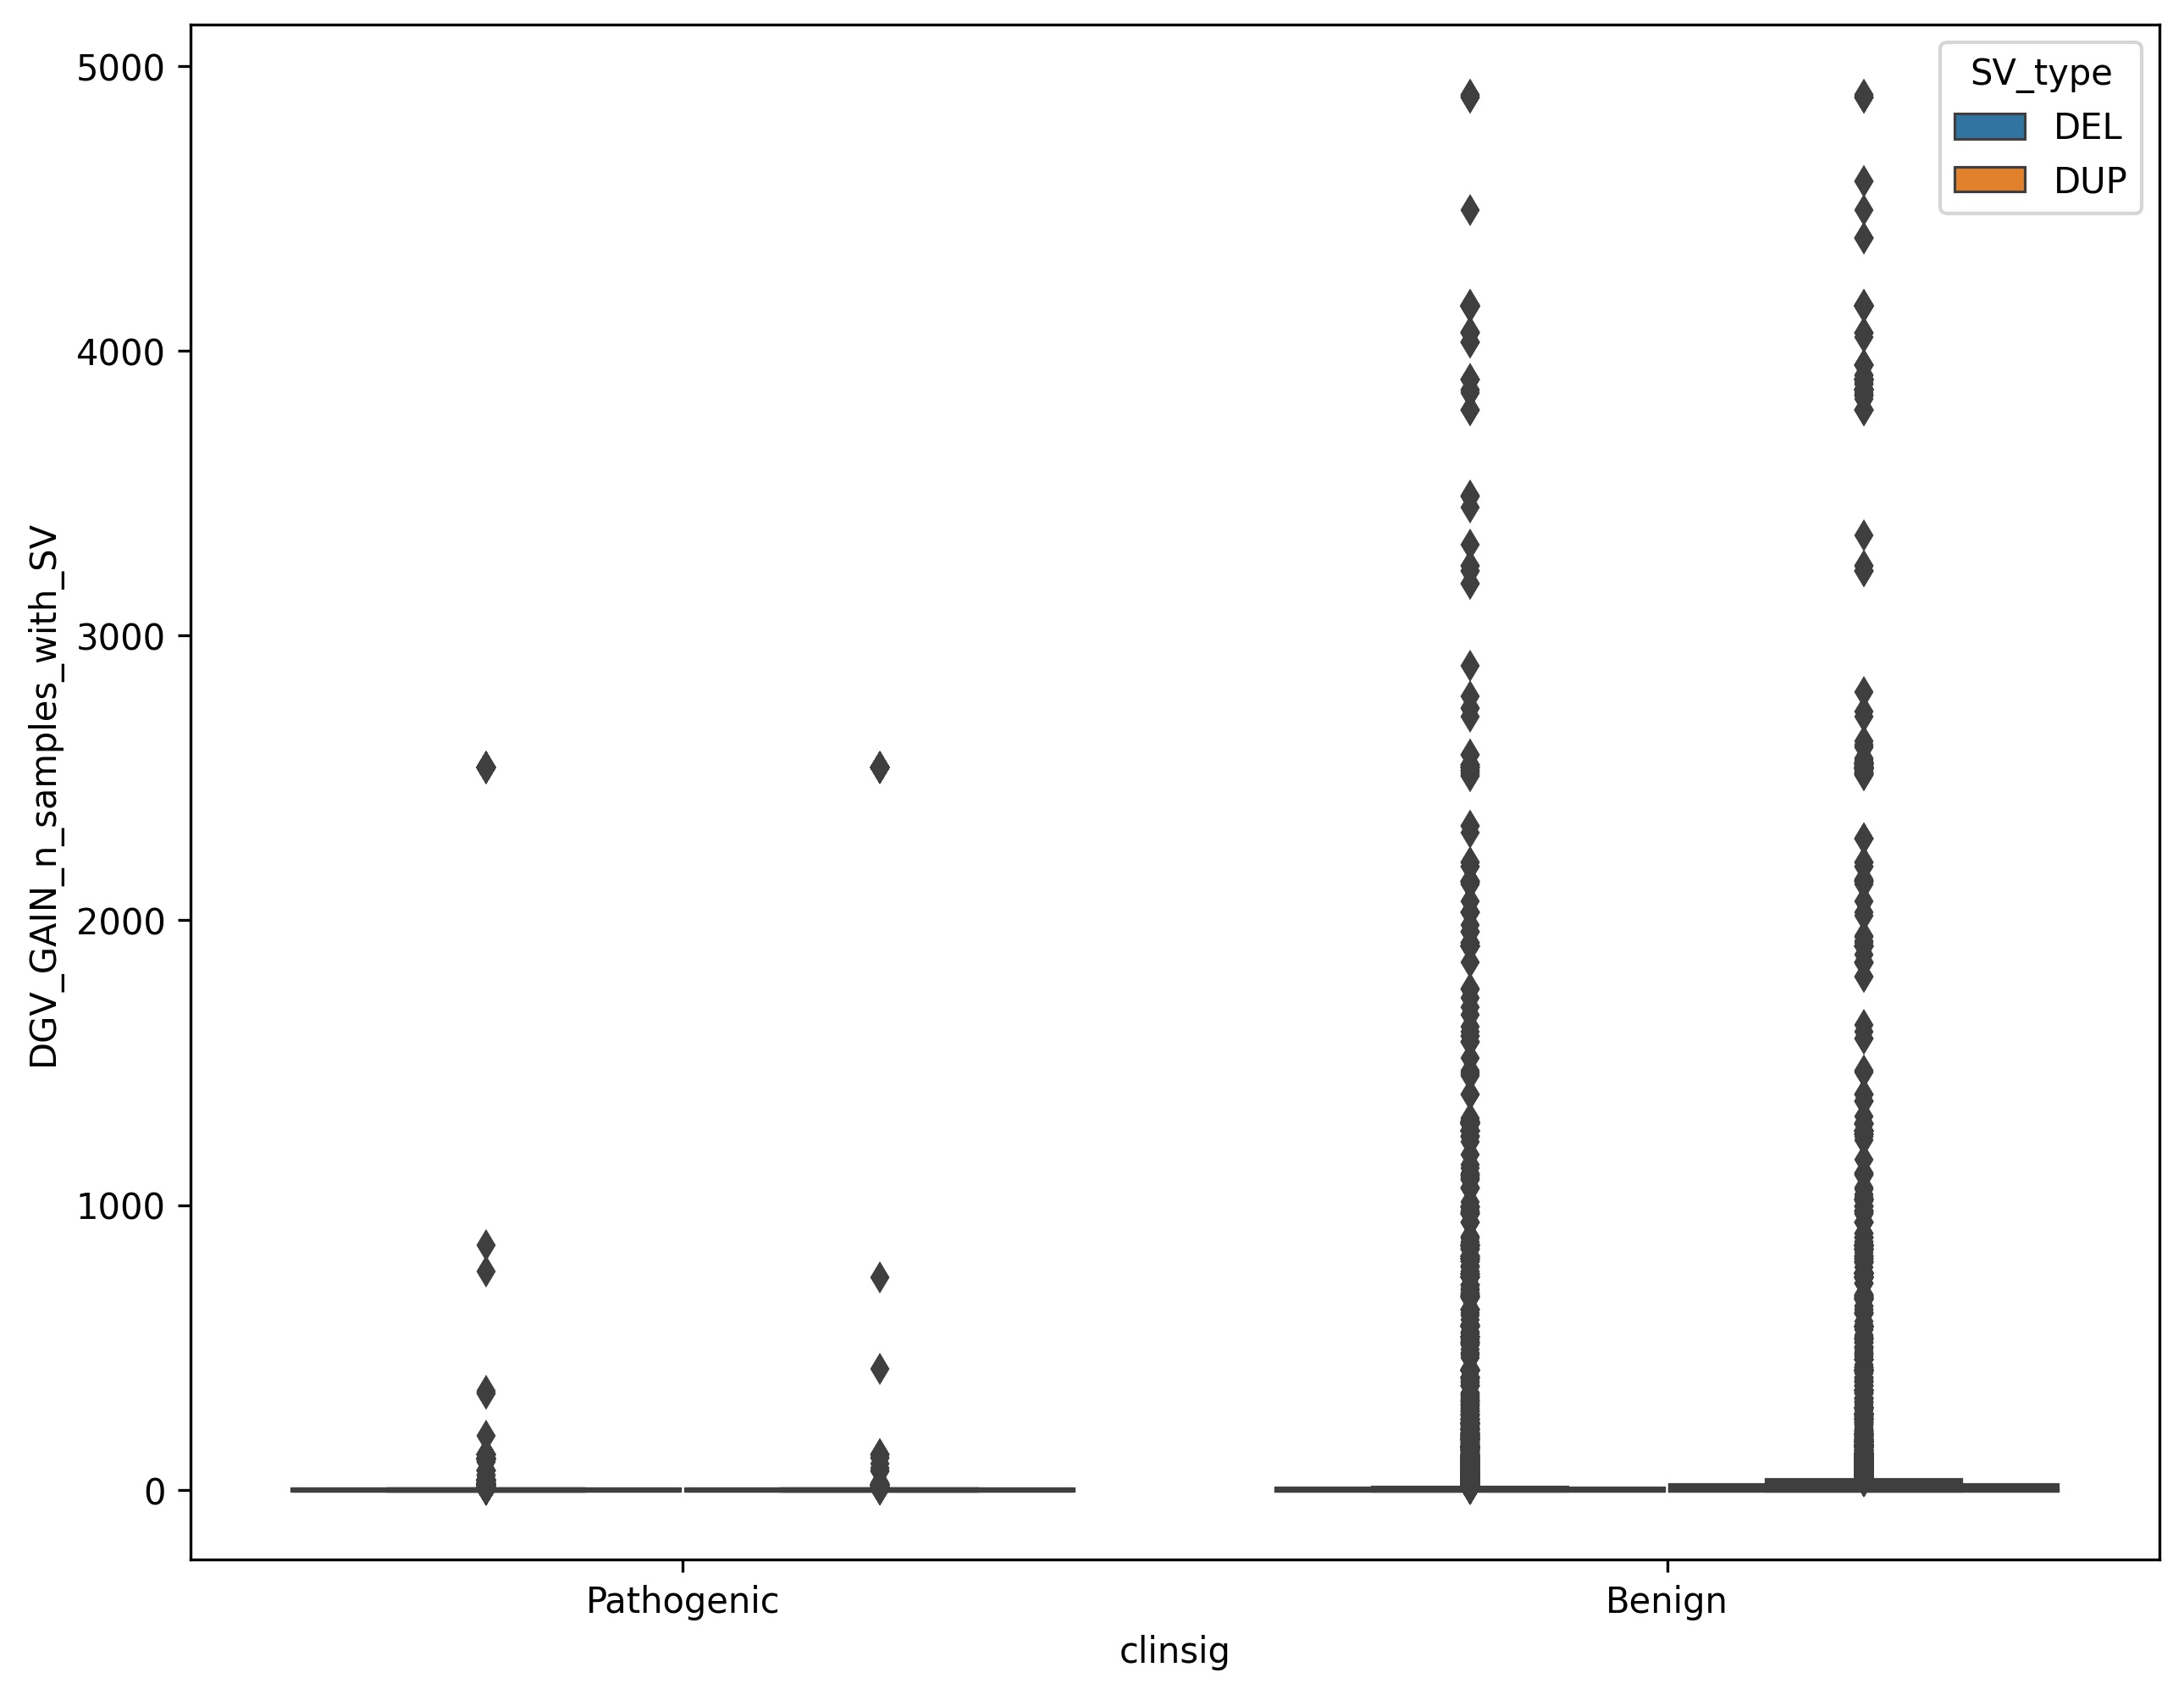 SV_type
DEL
DUP
5000
4000
3000
2000
1000
0
DGV_GAIN_n_samples_with_SV
Pathogenic
Benign
clinsig